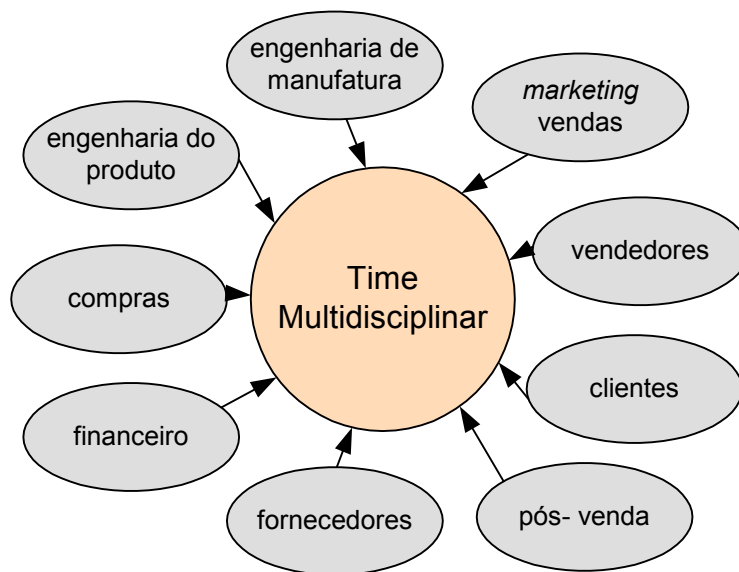 engenharia de
manufatura
marketing
vendas
engenharia do
produto
vendedores
Time
Multidisciplinar
compras
clientes
financeiro
fornecedores
pós- venda